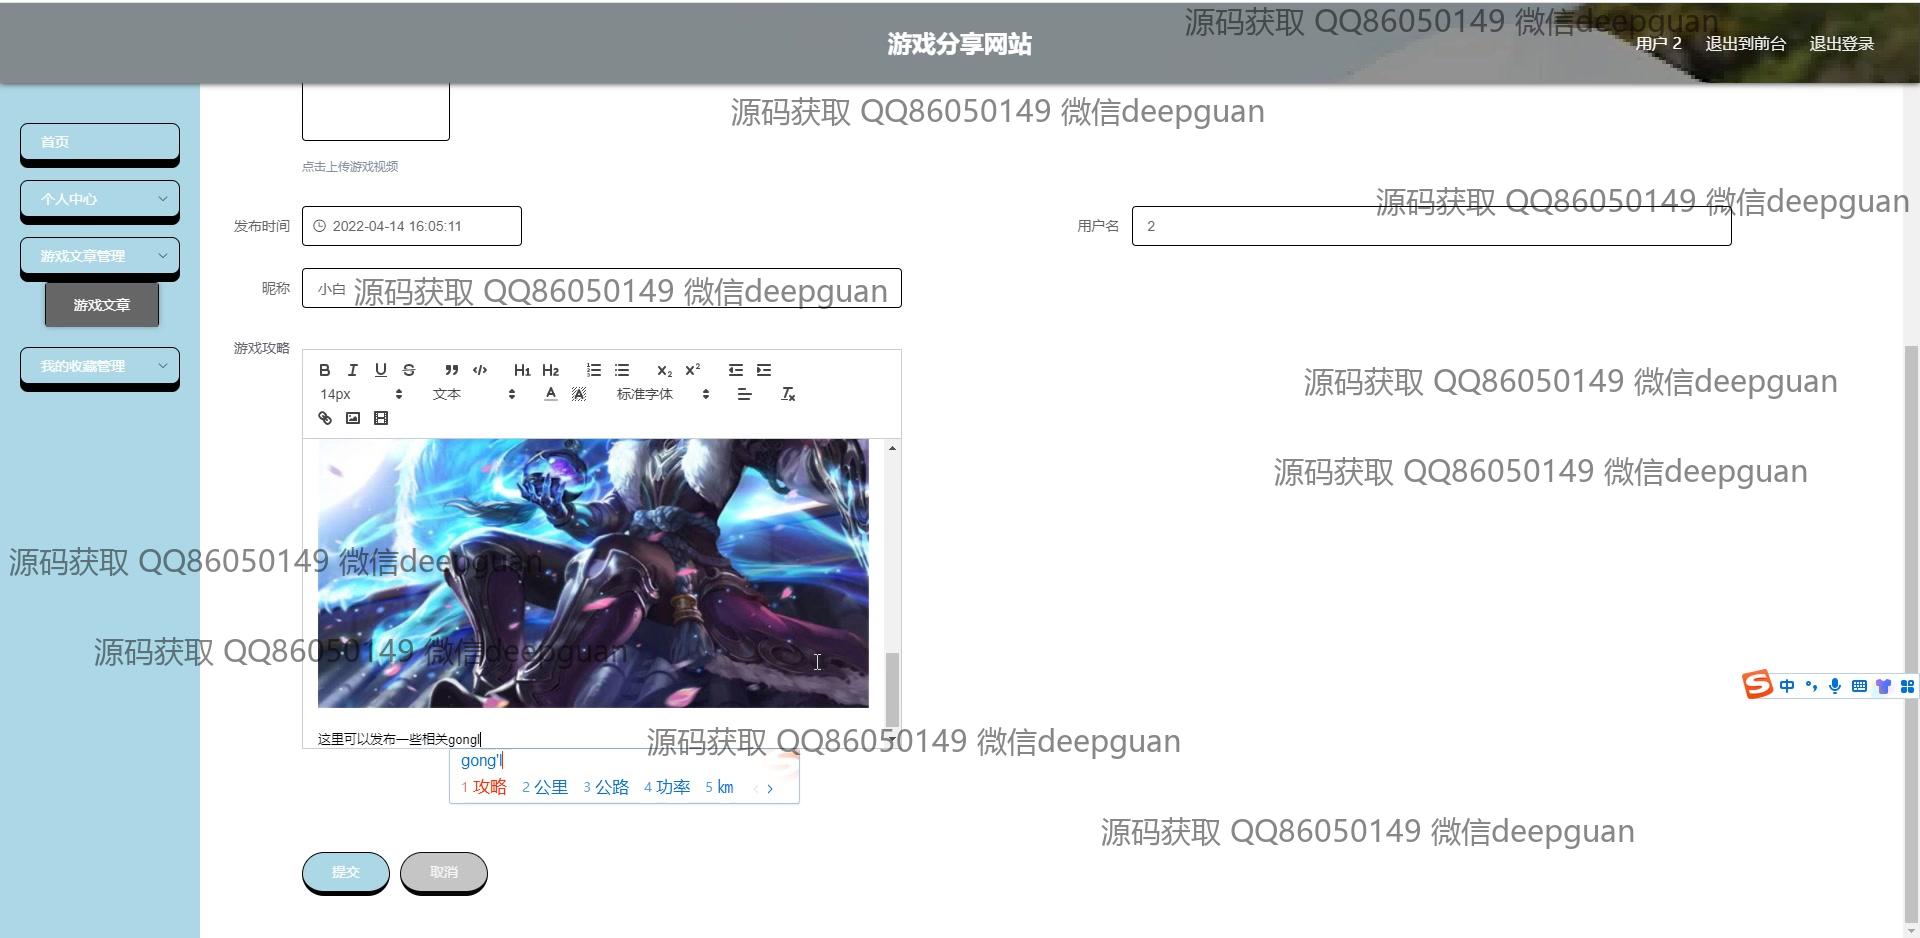 源码获取 QQ86050149 微信deepguan
游戏分享网站
用户 2 退出到前台 退出登录
源码获取 QQ86050149 微信deepguan
首页
点击上传游戏视频
个人中心
源码获取 QQ86050149 微信deepguan
发布时间 2022-04-14 16:05:11 用户名 2
游戏文章管理
昵称 小白
源码获取 QQ86050149 微信deepguan
游戏文章
游戏攻略
我的收藏管理
B I U S H1 H2 X2 X2
源码获取 QQ86050149 微信deepguan
14px 文本 A A 标准字体 Tx
源码获取 QQ86050149 微信deepguan
源码获取 QQ86050149 微信deepguan
源码获取 QQ86050149 微信deepguan
S 中
这里可以发布一些相关gongl
源码获取 QQ86050149 微信deepguan
gong'l
1 攻略 2 公里 3 公路 4 功率 5 km
源码获取 QQ86050149 微信deepguan
提交 取消